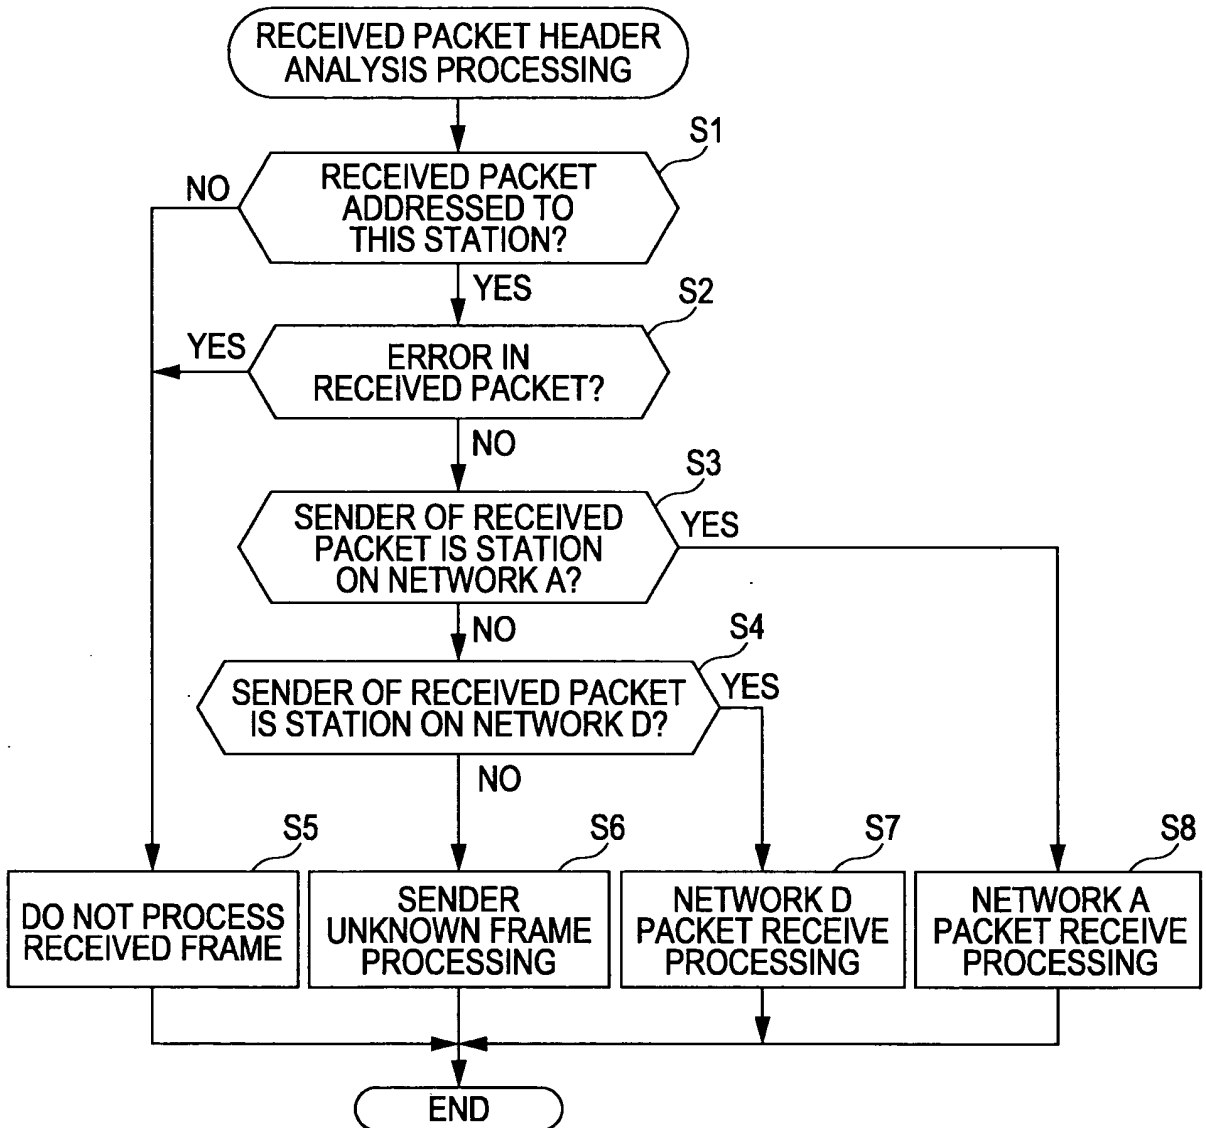 RECEIVED PACKET HEADER
ANALYSIS PROCESSING
S1
NO
RECEIVED PACKET
ADDRESSED TO
THIS STATION?
YES
S2
YES
ERROR IN
RECEIVED PACKET?
NO
S3
SENDER OF RECEIVED
PACKET IS STATION
ON NETWORK A?
YES
NO
S4
SENDER OF RECEIVED PACKET
IS STATION ON NETWORK D?
YES
NO
S5
DO NOT PROCESS
RECEIVED FRAME
S6
SENDER
UNKNOWN FRAME
PROCESSING
S7
NETWORK D
PACKET RECEIVE
PROCESSING
S8
NETWORK A
PACKET RECEIVE
PROCESSING
END